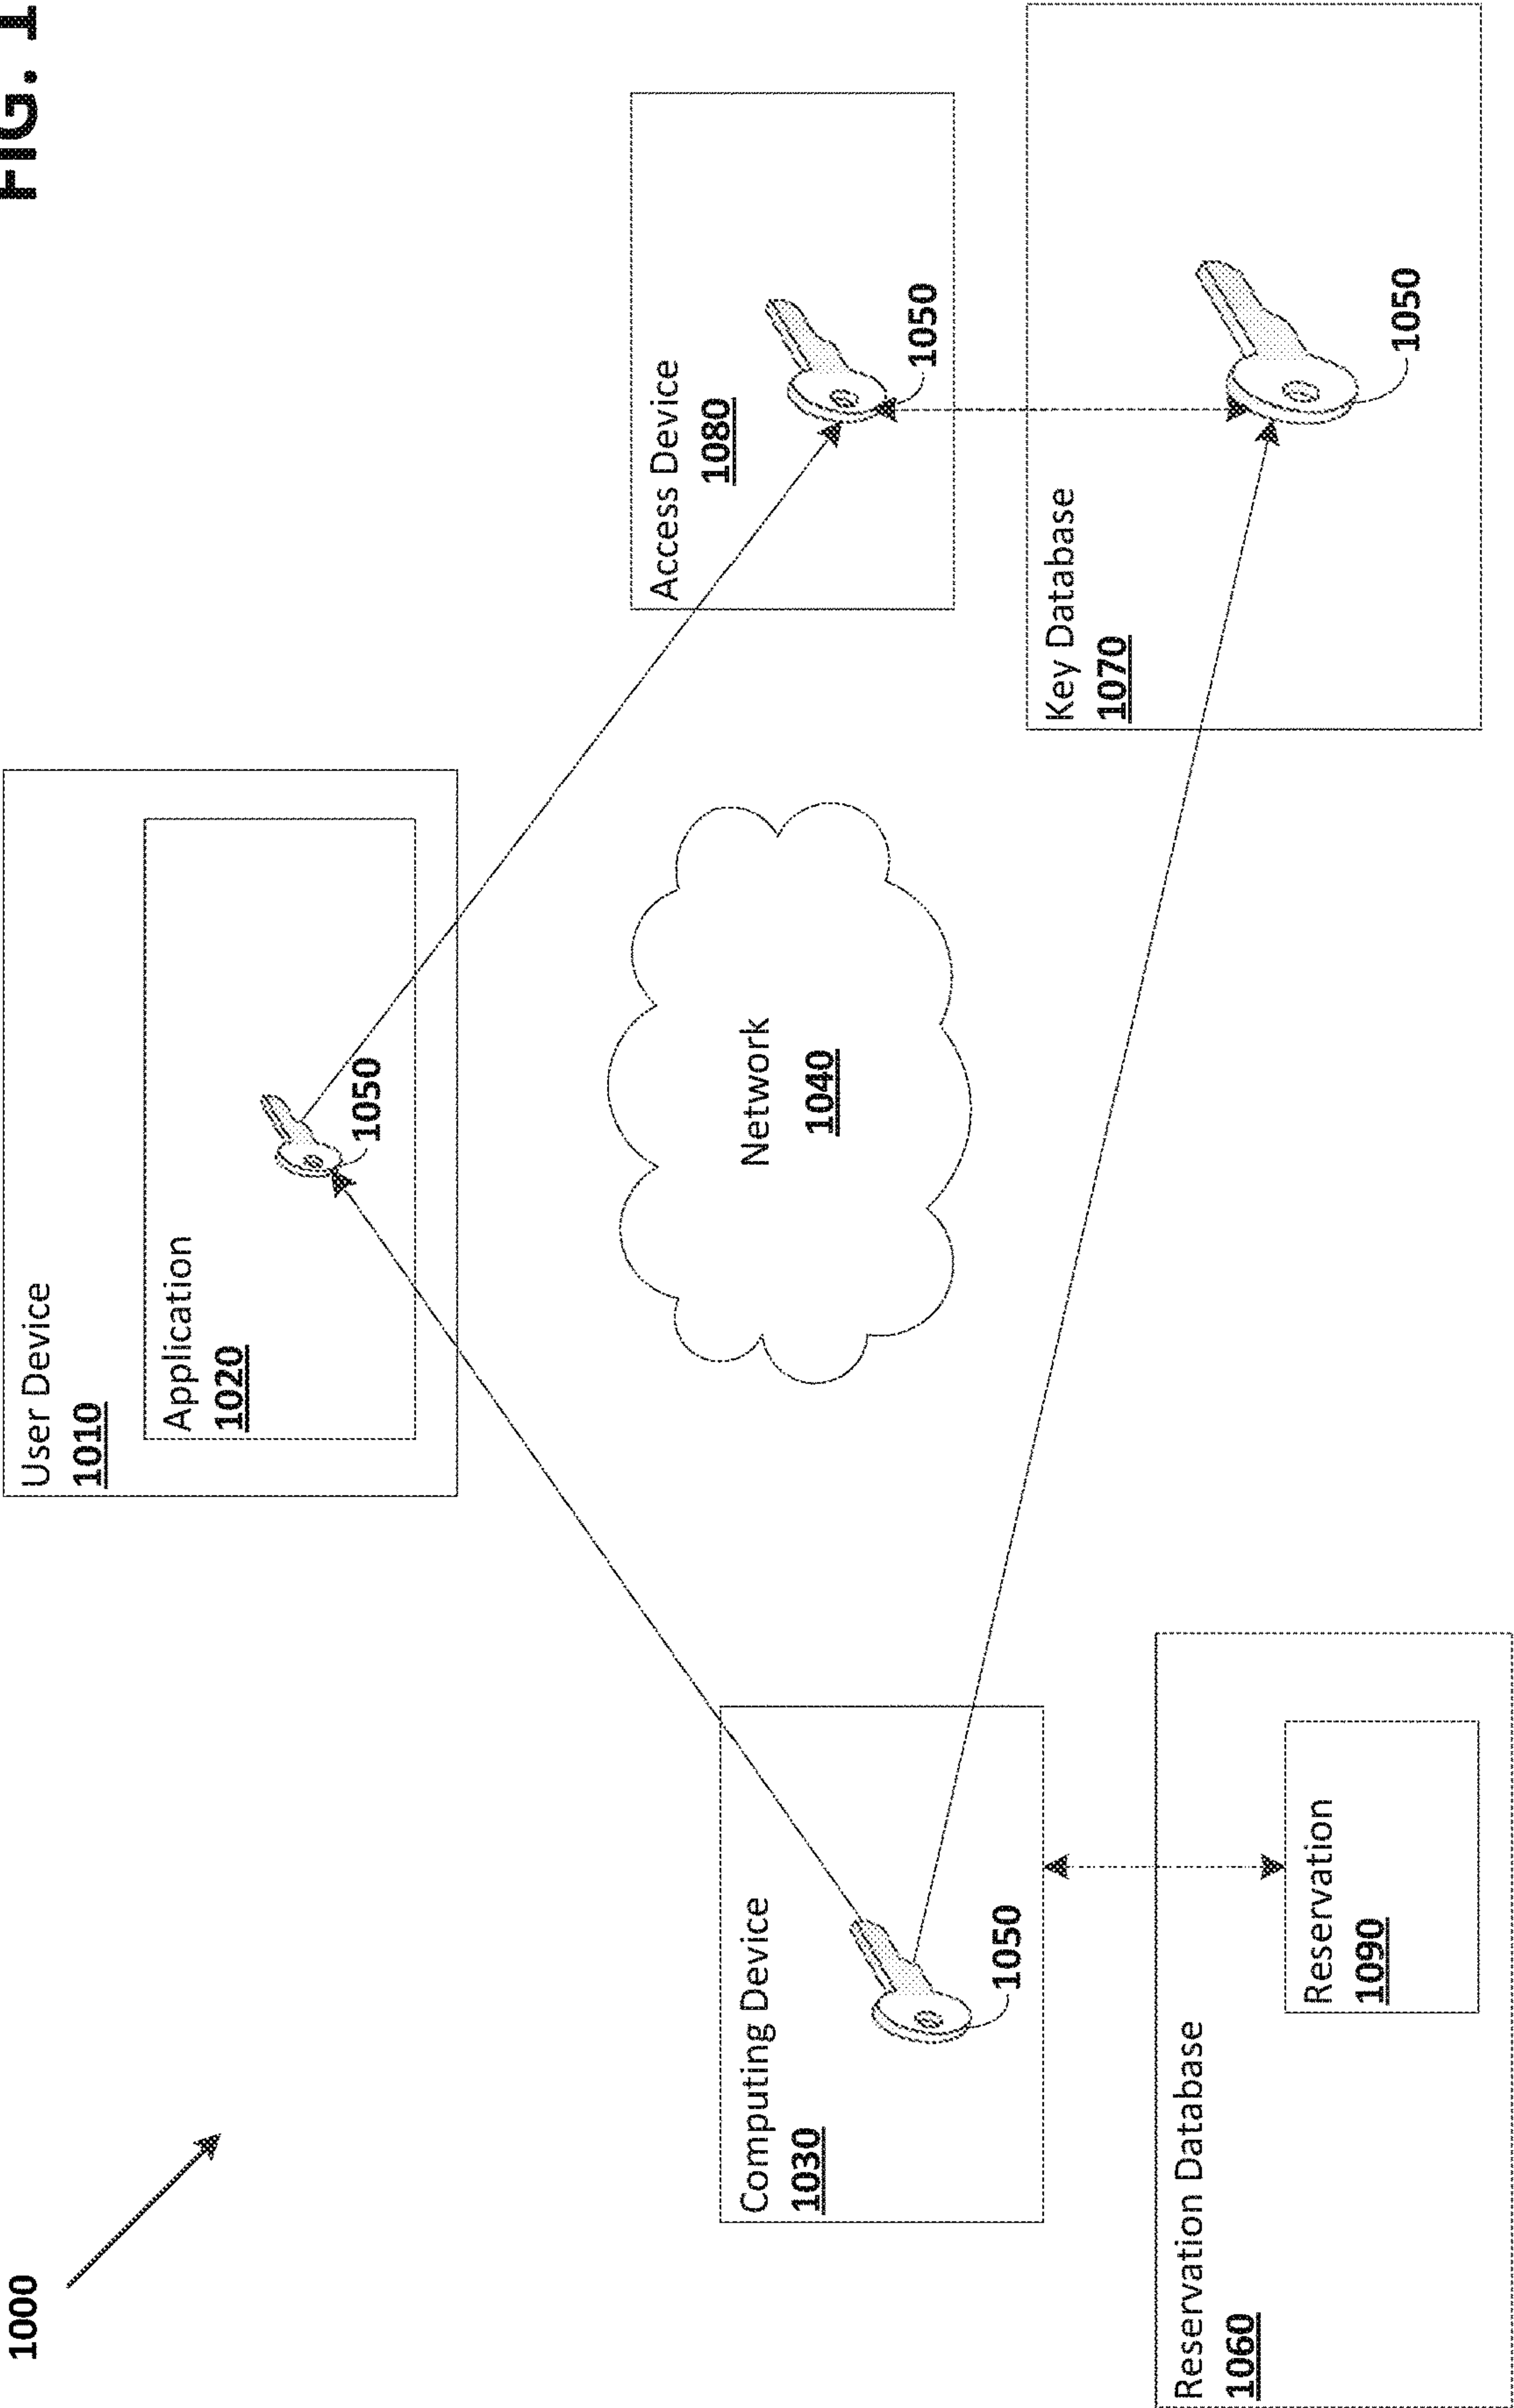 FIG. 1
1000
User Device
1010
Application
1020
1050
Access Device
1080
1050
Network
1040
Computing Device
1030
1050
Key Database
1070
1050
Reservation Database
1060
Reservation
1090